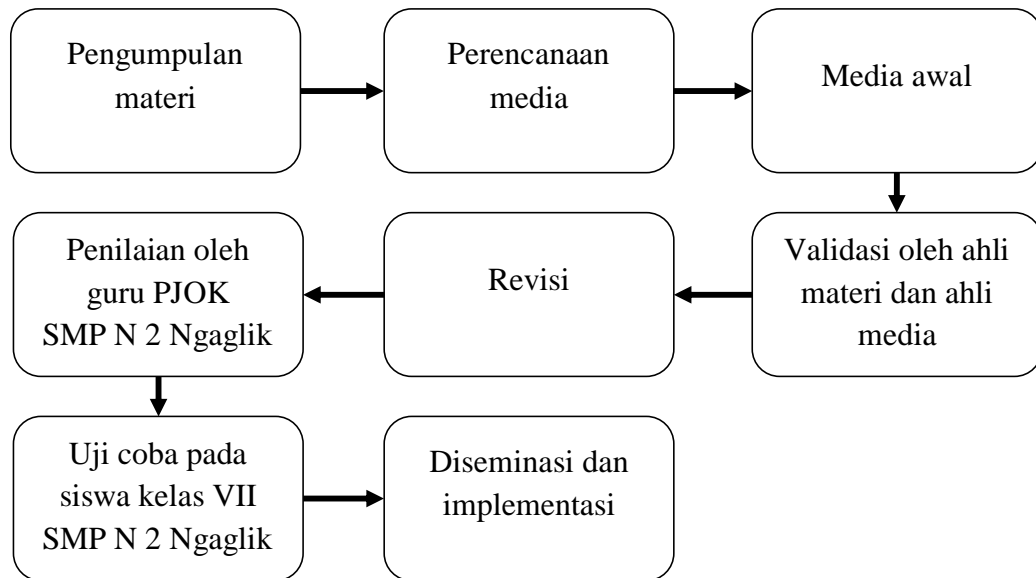 Pengumpulan
materi
Perencanaan
media
Media awal
Validasi oleh ahli
materi dan ahli
media
Revisi
Penilaian oleh
guru PJOK
SMP N 2 Ngaglik
Uji coba pada
siswa kelas VII
SMP N 2 Ngaglik
Diseminasi dan
implementasi